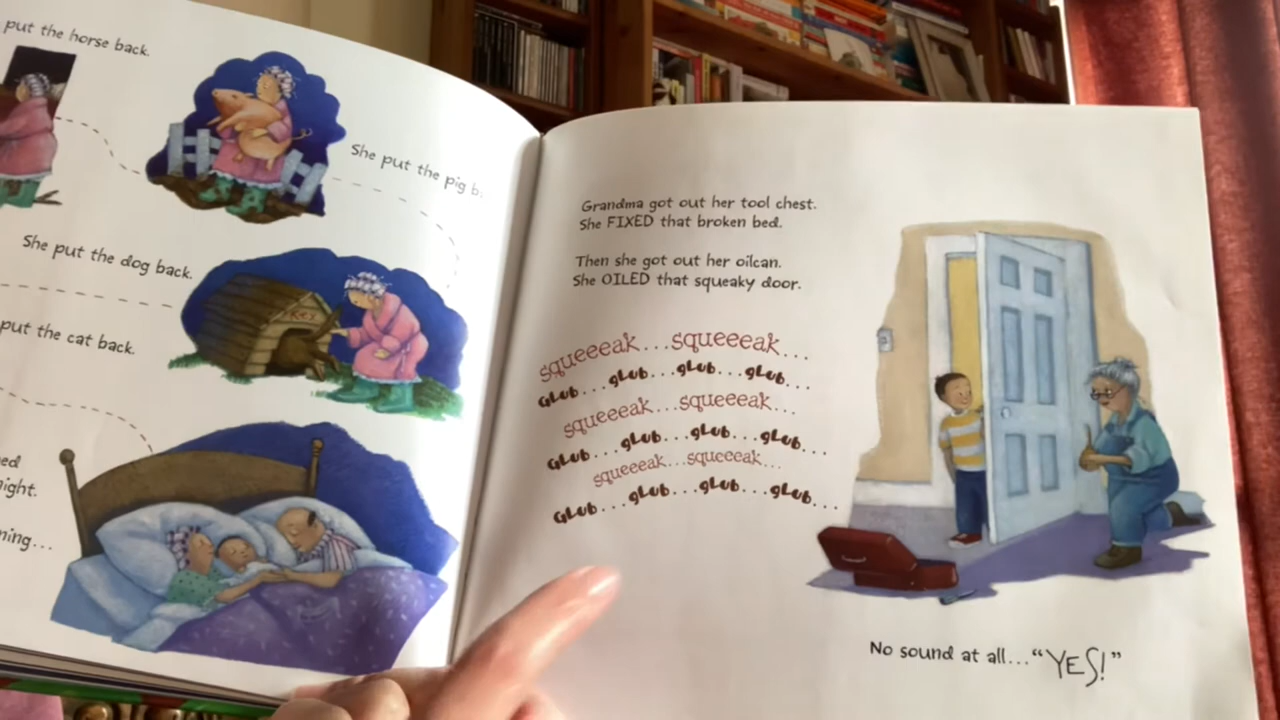 put the horse back.
She put the pig
She put the dog back.
put the cat back.
night.
Grandma got out her tool chest.
She FIXED that broken bed.
Then she got out her oilcan.
She OILED that squeaky door.
squeeeak...squeeeak...
GLUB...GLUB...GLUB...GLUB...
squeeeak...squeeeak...
GLUB...GLUB...GLUB...GLUB...
squeeeak...squeeeak...
GLUB...GLUB...GLUB...GLUB...
No sound at all..."YES!"